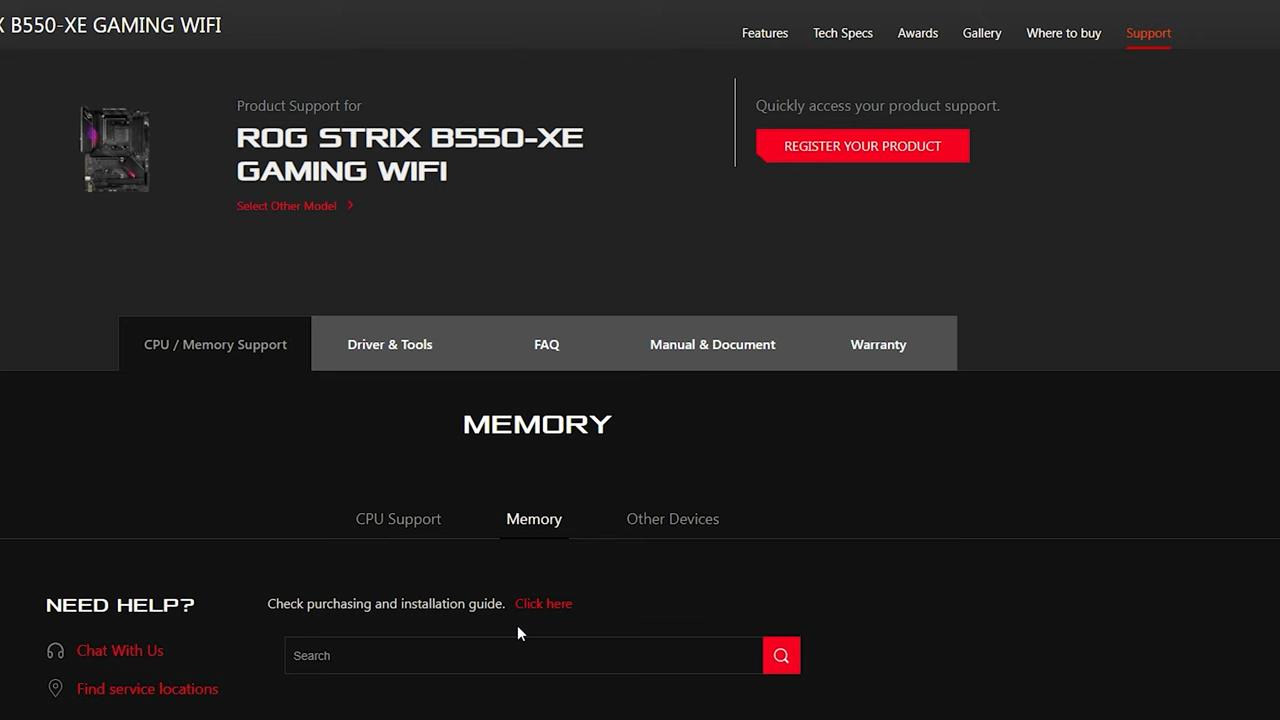 X B550-XE GAMING WIFI
Features
Tech Specs
Awards
Gallery
Where to buy
Support
Product Support for
ROG STRIX B550-XE
GAMING WIFI
Select Other Model
Quickly access your product support.
REGISTER YOUR PRODUCT
CPU / Memory Support
Driver & Tools
FAQ
Manual & Document
Warranty
MEMORY
CPU Support
Memory
Other Devices
NEED HELP?
Chat With Us
Find service locations
Check purchasing and installation guide. Click here
Search